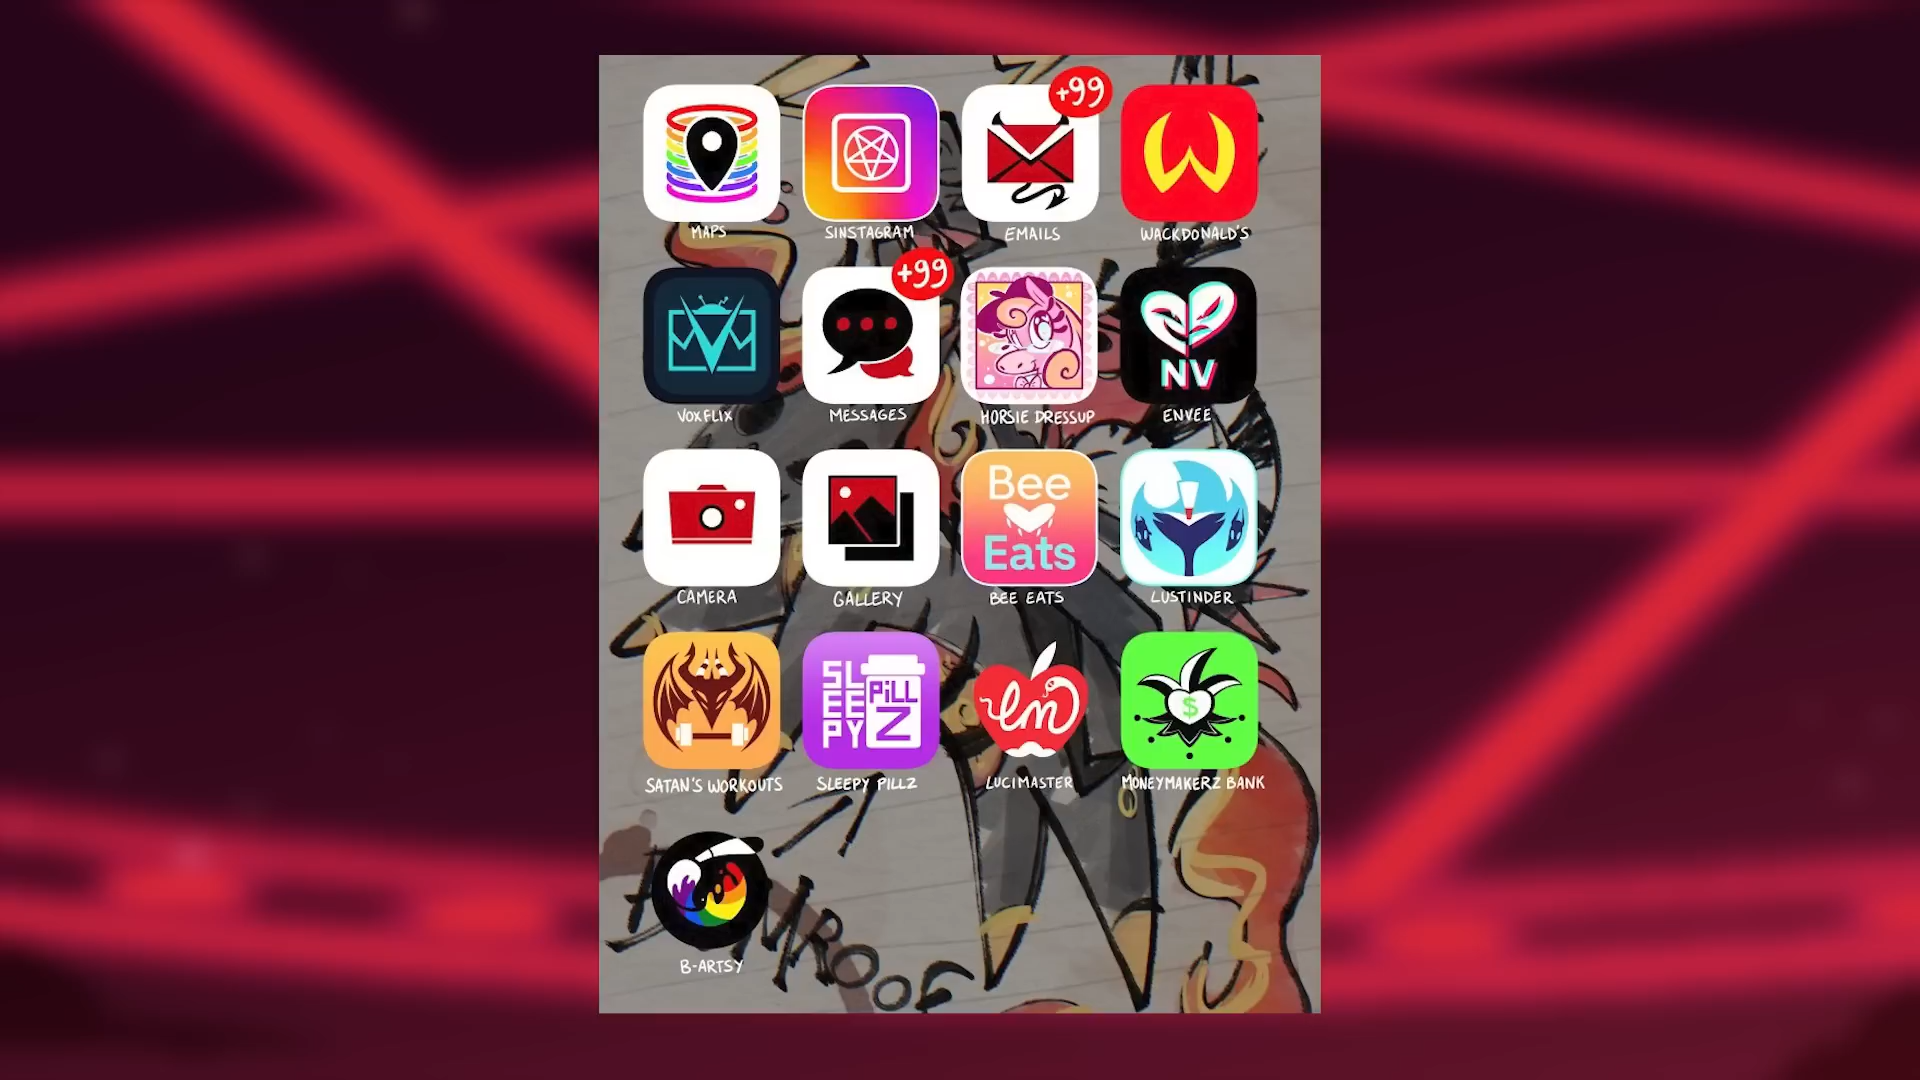 +99
MAPS
SINSTAGRAM
EMAILS
WACKDONALD'S
+99
NV
VOXFLIX
MESSAGES
HORSIE DRESSUP
ENVEE
Bee
Eats
CAMERA
GALLERY
BEE EATS
LUSTINDER
SLEEPY
PiLL
Z
lm
$
SATAN'S WORKOUTS
SLEEPY PILLZ
LUCIMASTER
MONEYMAKERZ BANK
B-ARTSY